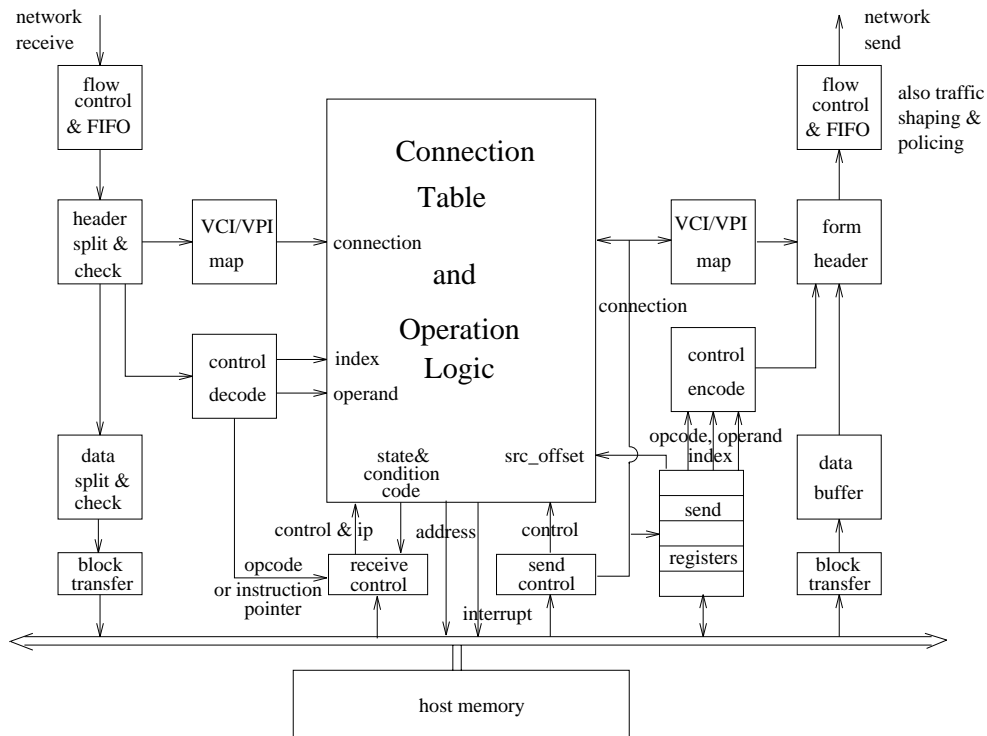 network
receive
network
send
flow
control
& FIFO
flow
control
& FIFO
also traffic
shaping &
policing
Connection
Table
and
Operation
Logic
header
split &
check
VCI/VPI
map
connection
VCI/VPI
map
form
header
connection
control
decode
index
operand
control
encode
opcode, operand
index
data
split &
check
state&
condition
code
src_offset
data
buffer
send
registers
control & ip
address
control
block
transfer
opcode
or instruction
pointer
receive
control
send
control
block
transfer
interrupt
host memory